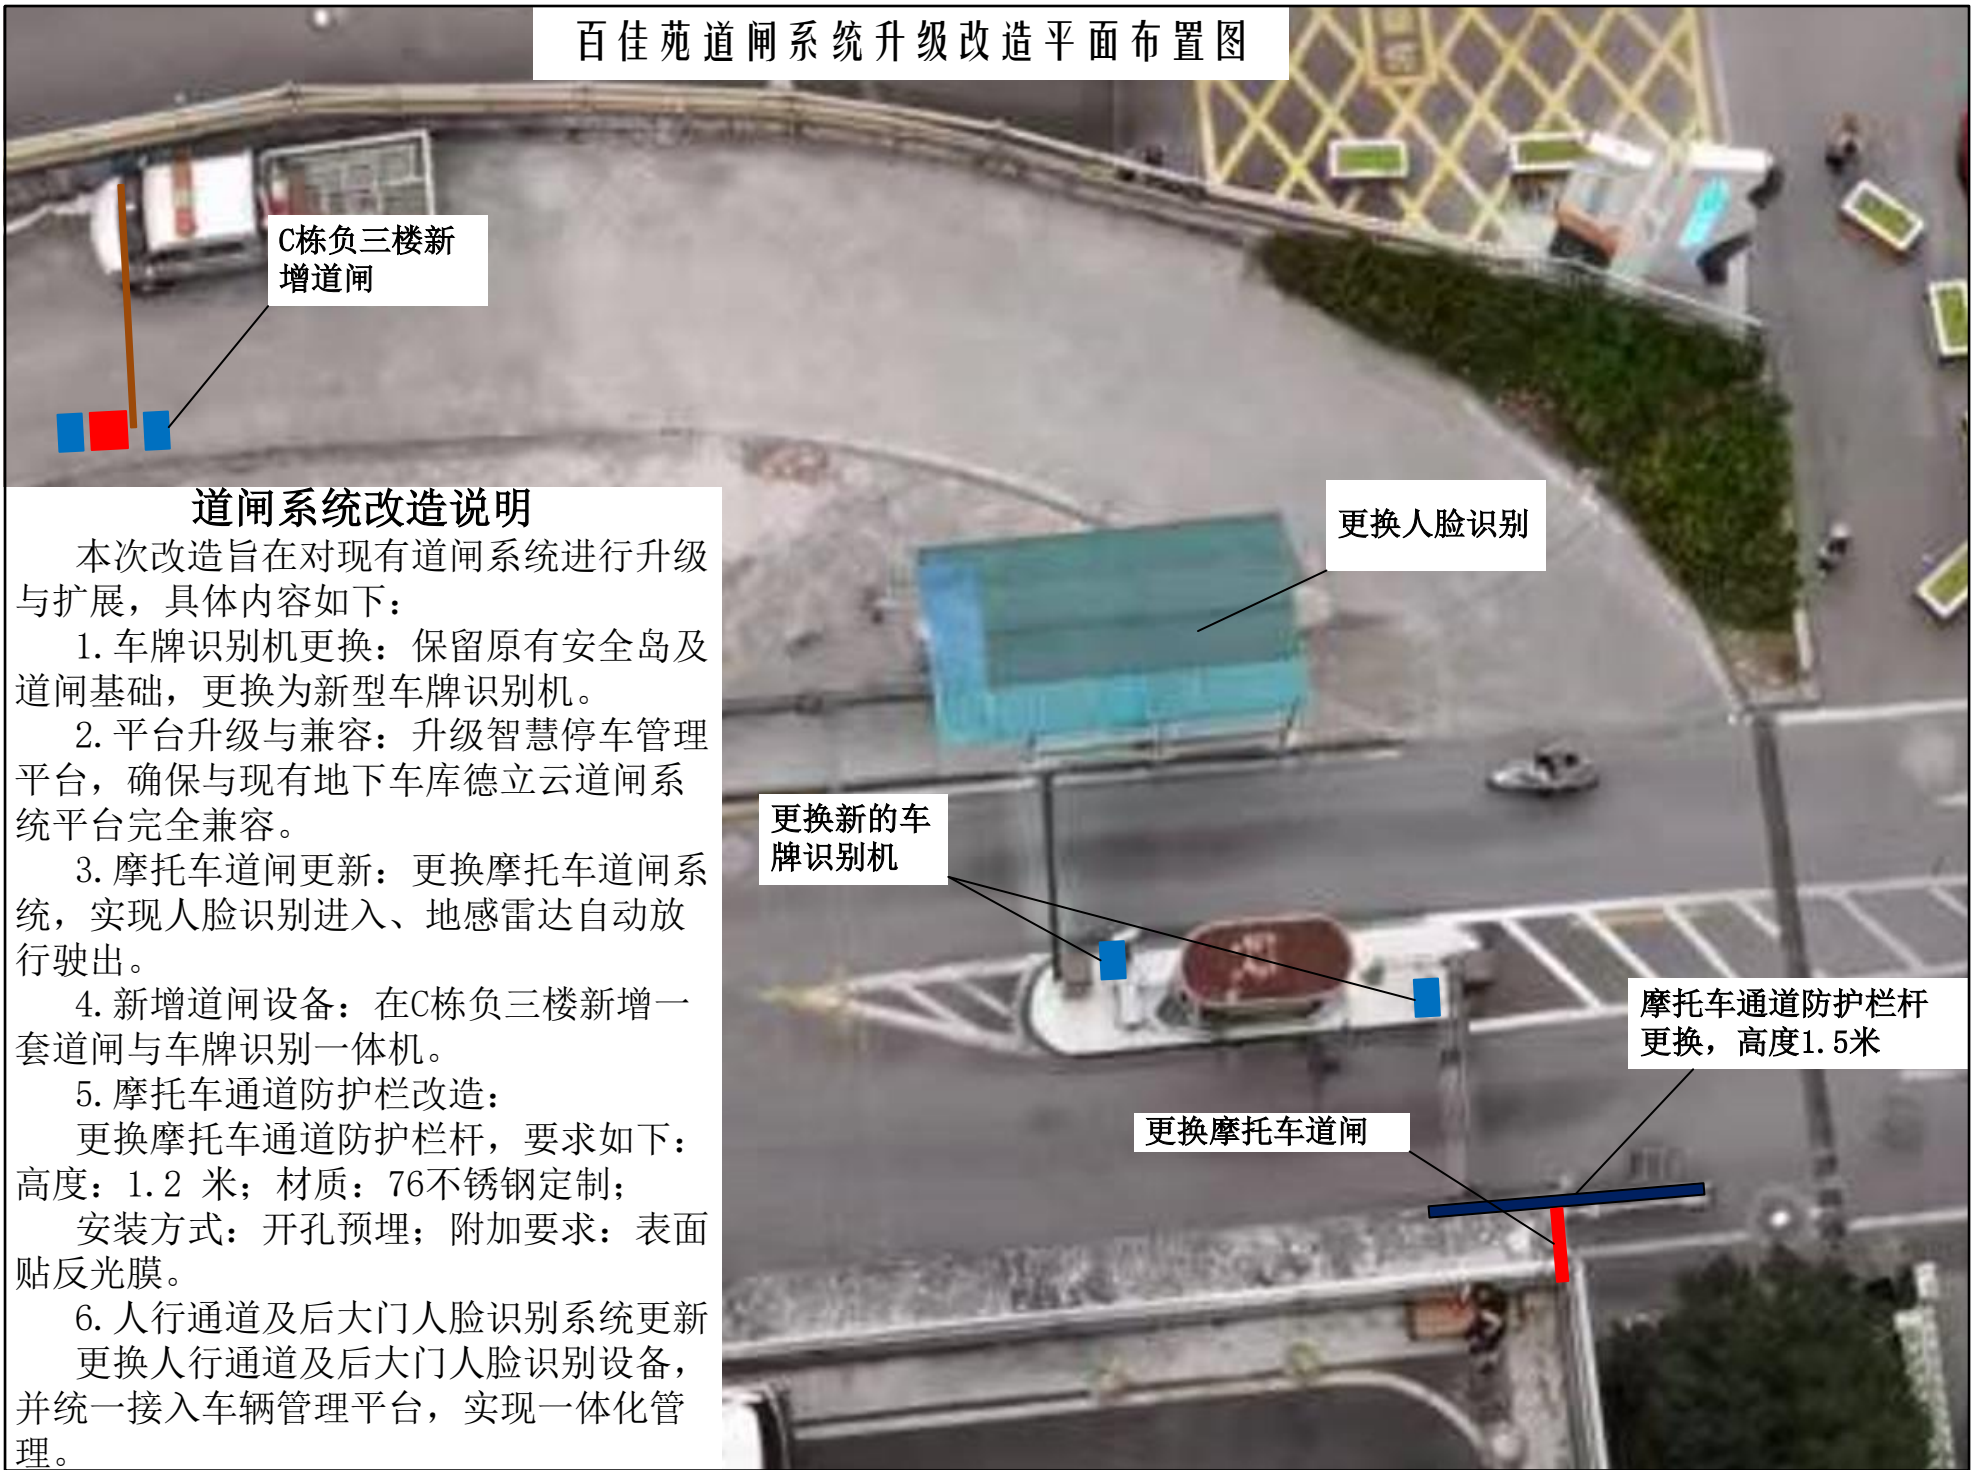 百佳苑道闸系统升级改造平面布置图
C栋负三楼新
增道闸
道闸系统改造说明
本次改造旨在对现有道闸系统进行升级
与扩展，具体内容如下：
1.车牌识别机更换：保留原有安全岛及
道闸基础，更换为新型车牌识别机。
2.平台升级与兼容：升级智慧停车管理
平台，确保与现有地下车库德立云道闸系
统平台完全兼容。
3.摩托车道闸更新：更换摩托车道闸系
统，实现人脸识别进入、地感雷达自动放
行驶出。
4.新增道闸设备：在C栋负三楼新增一
套道闸与车牌识别一体机。
5.摩托车通道防护栏改造：
更换摩托车通道防护栏杆，要求如下：
高度：1.2 米；材质：76不锈钢定制；
安装方式：开孔预埋；附加要求：表面
贴反光膜。
6.人行通道及后大门人脸识别系统更新
更换人行通道及后大门人脸识别设备，
并统一接入车辆管理平台，实现一体化管
理。
更换人脸识别
更换新的车
牌识别机
摩托车通道防护栏杆
更换，高度1.5米
更换摩托车道闸